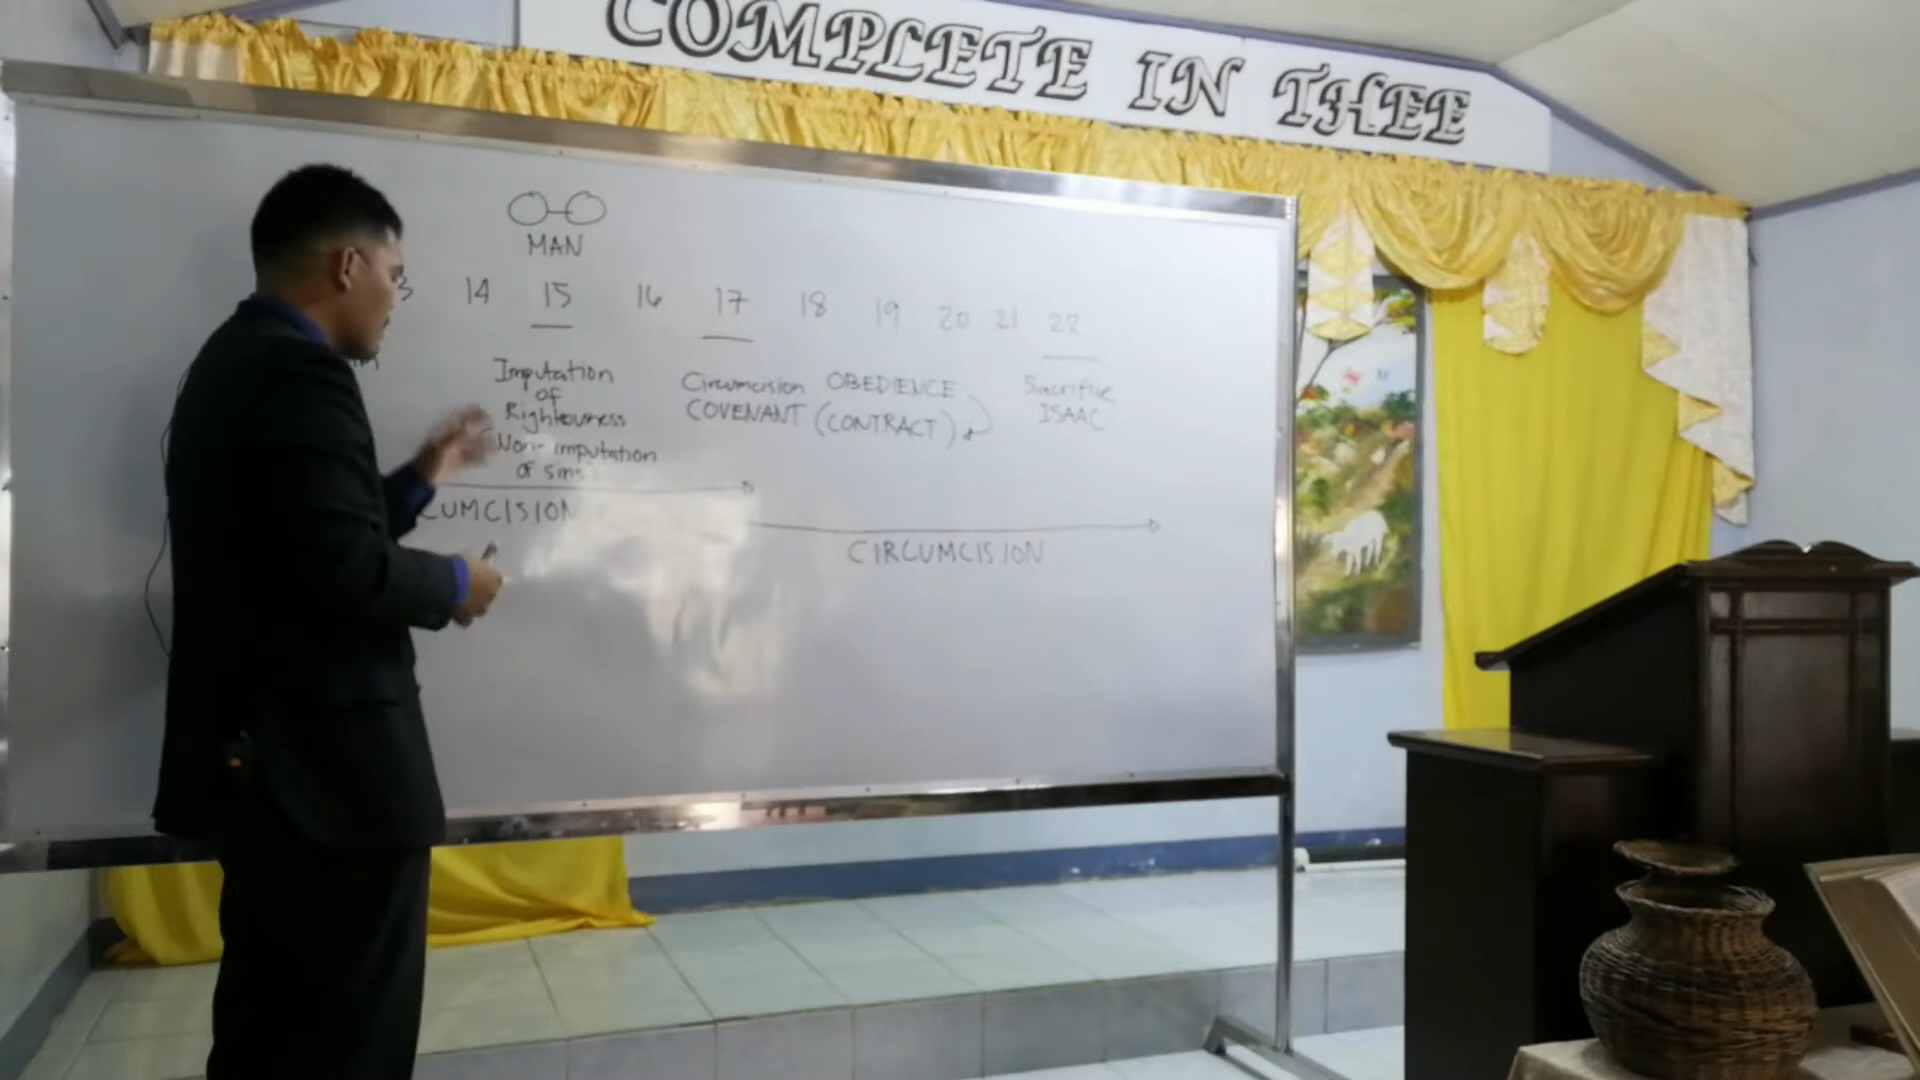 COMPLETE IN THEE
MAN
3 14 15 16 17 18 19 20 21 22
Imputation
of
Righteousness
Non-imputation
of sins
Circumcision OBEDIENCE
COVENANT (CONTRACT)
Sacrifice
ISAAC
CUMCISION
CIRCUMCISION